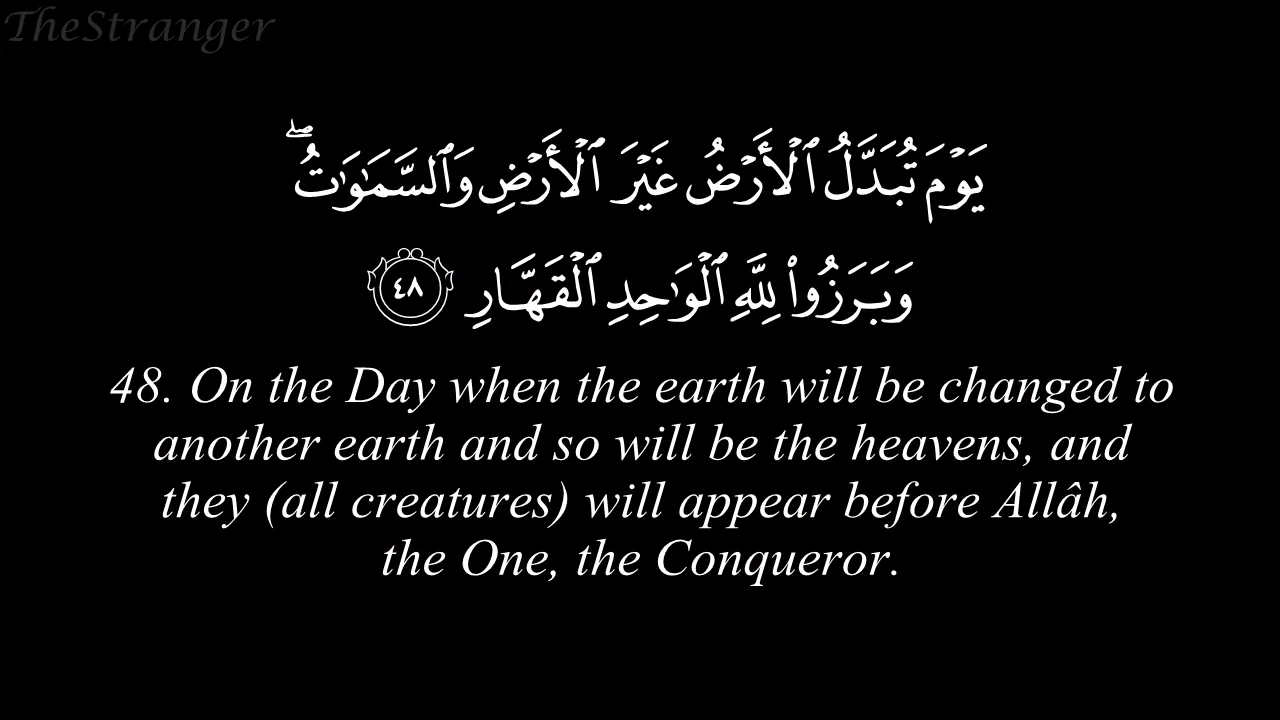 TheStranger
يَوۡمَ تُبَدَّلُ ٱلۡأَرۡضُ غَيۡرَ ٱلۡأَرۡضِ وَٱلسَّمَٰوَٰتُۖ
وَبَرَزُواْ لِلَّهِ ٱلۡوَٰحِدِ ٱلۡقَهَّارِ ٤٨
48. On the Day when the earth will be changed to
another earth and so will be the heavens, and
they (all creatures) will appear before Allâh,
the One, the Conqueror.